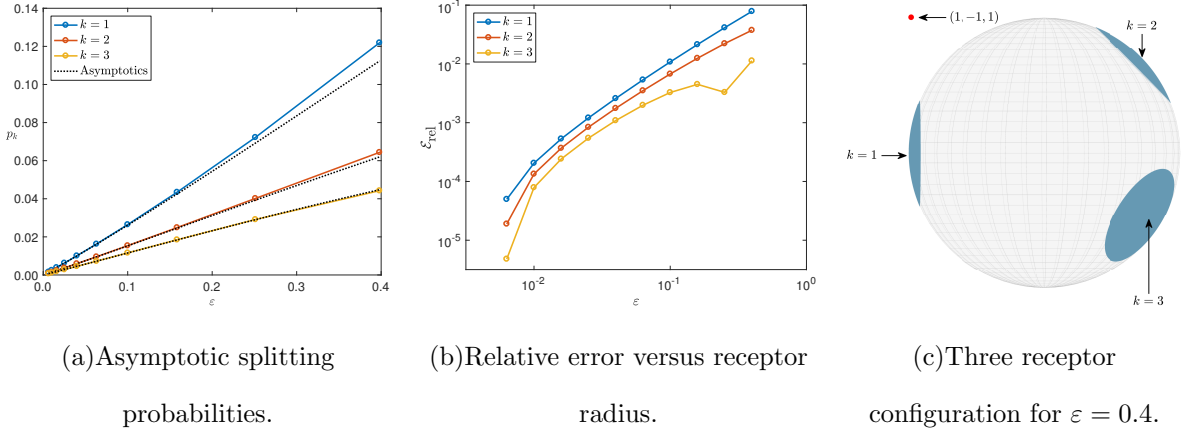 0.14
0.12
0.10
0.08
p_k
0.06
0.04
0.02
0.00
0
0.1
0.2
0.3
0.4
ε
k = 1
k = 2
k = 3
Asymptotics
10^-1
10^-2
10^-3
10^-4
10^-5
ℰ_rel
10^-2
10^-1
10^0
ε
k = 1
k = 2
k = 3
(1, −1, 1)
k = 2
k = 1
k = 3
(a)Asymptotic splitting
probabilities.
(b)Relative error versus receptor
radius.
(c)Three receptor
configuration for ε = 0.4.